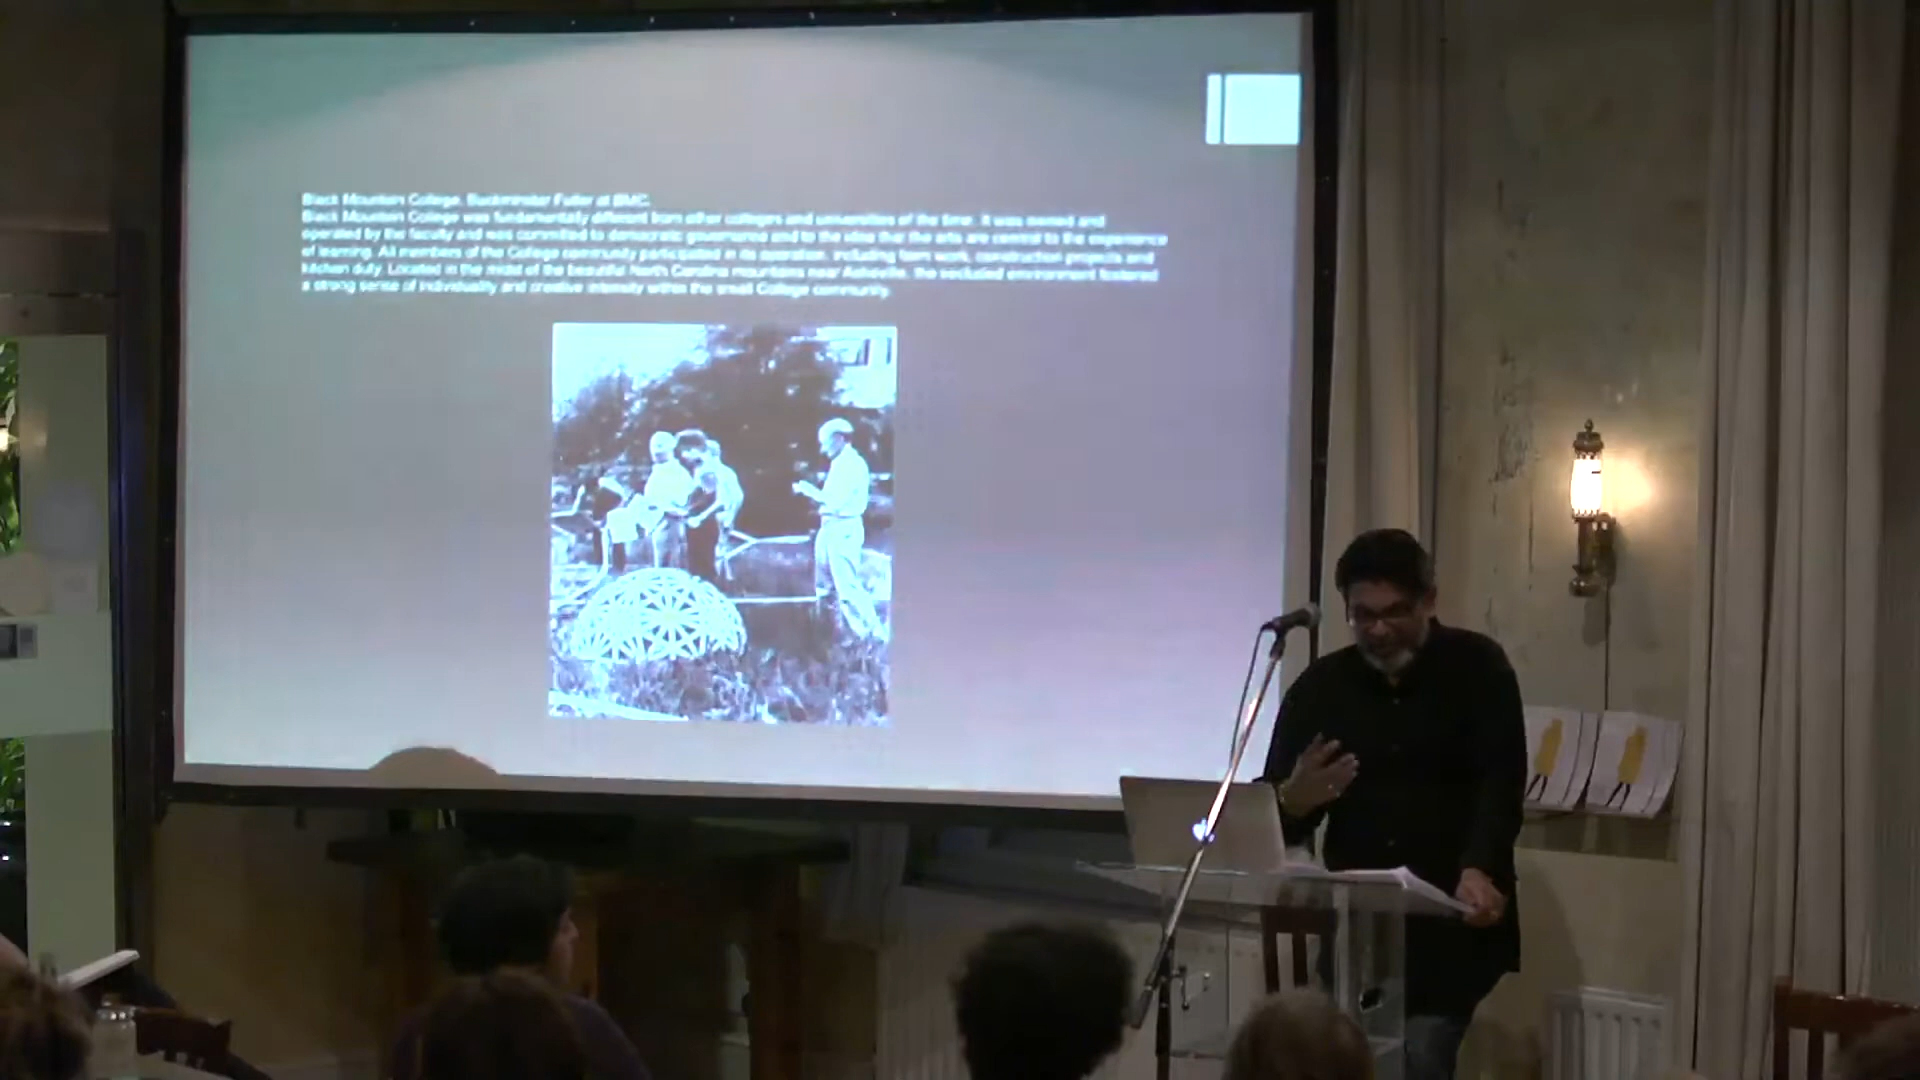 Black Mountain College. Buckminster Fuller at BMC.
Black Mountain College was fundamentally different from other colleges and universities of the time. It was owned and
operated by the faculty and was committed to democratic governance and to the idea that the arts are central to the experience
of learning. All members of the College community participated in its operation, including farm work, construction projects and
kitchen duty. Located in the midst of the beautiful North Carolina mountains near Asheville, the secluded environment fostered
a strong sense of individuality and creative intensity within the small College community.